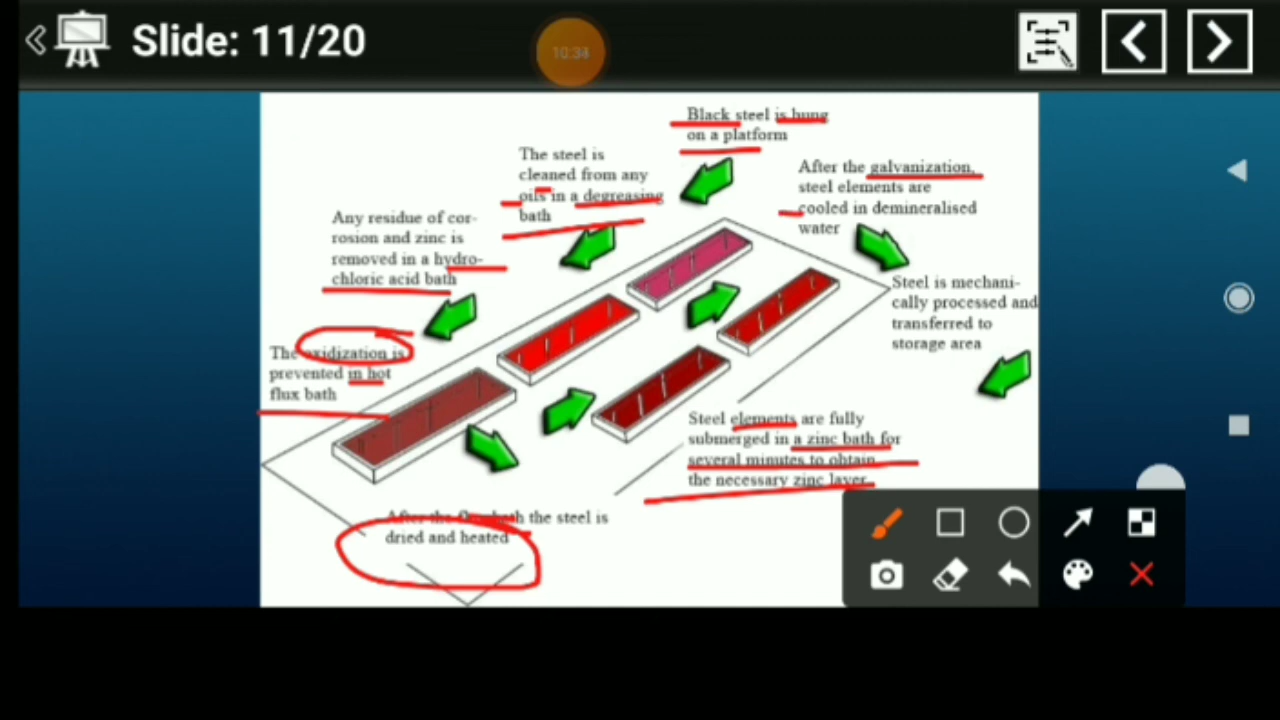 Slide: 11/20
10:34
Black steel is hung
on a platform
The steel is
cleaned from any
oils in a degreasing
bath
After the galvanization,
steel elements are
cooled in demineralised
water
Any residue of cor-
rosion and zinc is
removed in a hydro-
chloric acid bath
Steel is mechani-
cally processed and
transferred to
storage area
The oxidization is
prevented in hot
flux bath
Steel elements are fully
submerged in a zinc bath for
several minutes to obtain
the necessary zinc layer
After the flux bath the steel is
dried and heated